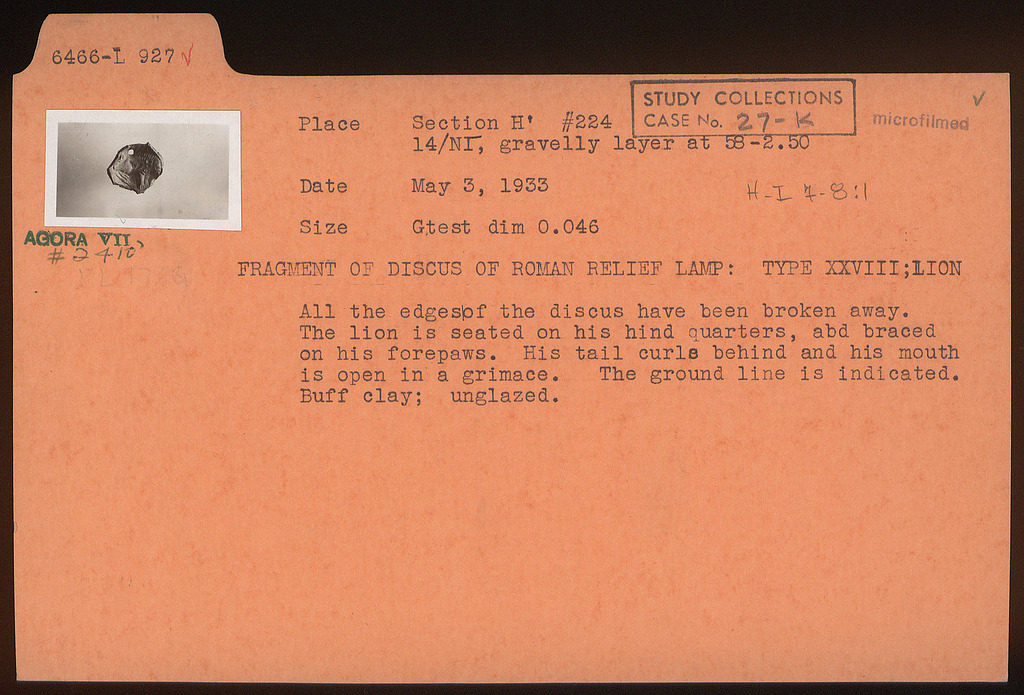 6466-L 927 √
STUDY COLLECTIONS
CASE No. 27-K
√
microfilmed
Place Section H' #224
14/NΓ, gravelly layer at 58-2.50
Date May 3, 1933
H-I 7-8:1
Size Gtest dim 0.046
AGORA VII,
# 2410
FRAGMENT OF DISCUS OF ROMAN RELIEF LAMP: TYPE XXVIII;LION
All the edgesof the discus have been broken away.
The lion is seated on his hind quarters, abd braced
on his forepaws. His tail curls behind and his mouth
is open in a grimace. The ground line is indicated.
Buff clay; unglazed.